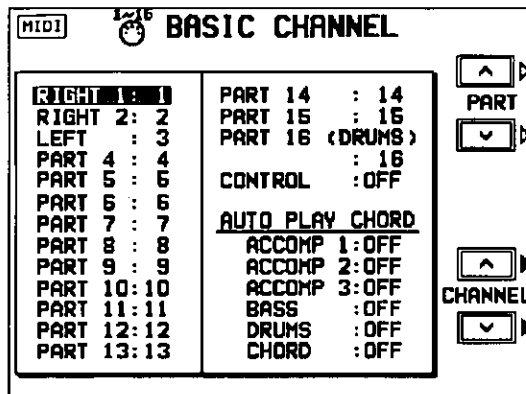 MIDI
1~16
BASIC CHANNEL
RIGHT 1: 1
RIGHT 2: 2
LEFT : 3
PART 4 : 4
PART 5 : 5
PART 6 : 6
PART 7 : 7
PART 8 : 8
PART 9 : 9
PART 10:10
PART 11:11
PART 12:12
PART 13:13
PART 14 : 14
PART 15 : 15
PART 16 (DRUMS)
: 16
CONTROL :OFF
AUTO PLAY CHORD
ACCOMP 1:OFF
ACCOMP 2:OFF
ACCOMP 3:OFF
BASS :OFF
DRUMS :OFF
CHORD :OFF
PART
CHANNEL